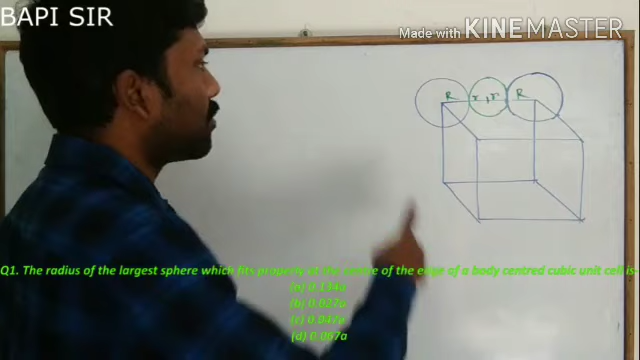 BAPI SIR
Made with KINEMASTER
R r, r R
Q1. The radius of the largest sphere which fits properly at the centre of the edge of a body centred cubic unit cell is:
(a) 0.134a
(b) 0.027a
(c) 0.047a
(d) 0.067a